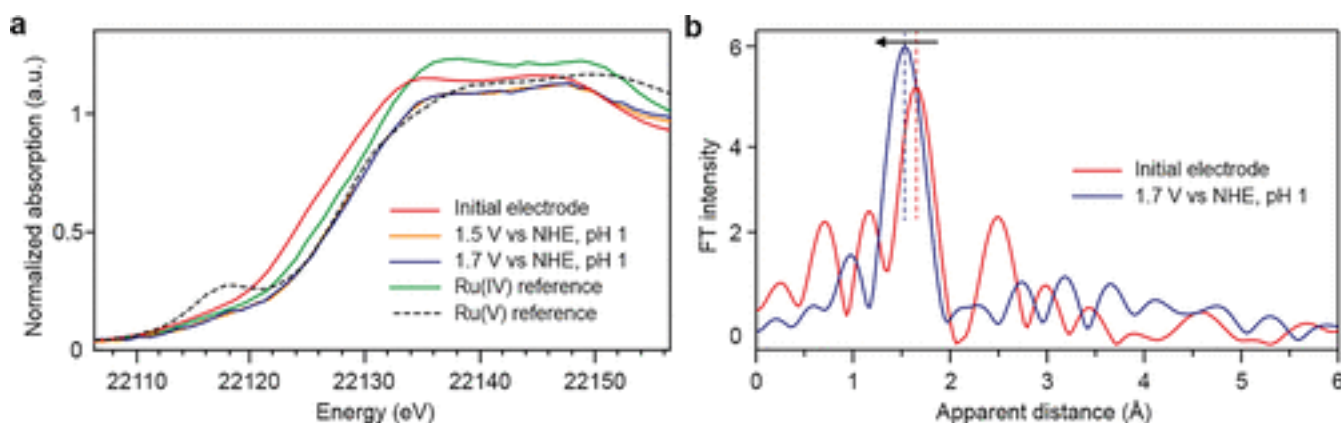 a
Normalized absorption (a.u.)
1
0.5
0
Initial electrode
1.5 V vs NHE, pH 1
1.7 V vs NHE, pH 1
Ru(IV) reference
Ru(V) reference
22110 22120 22130 22140 22150
Energy (eV)
b
FT intensity
6
4
2
0
Initial electrode
1.7 V vs NHE, pH 1
0 1 2 3 4 5 6
Apparent distance (Å)